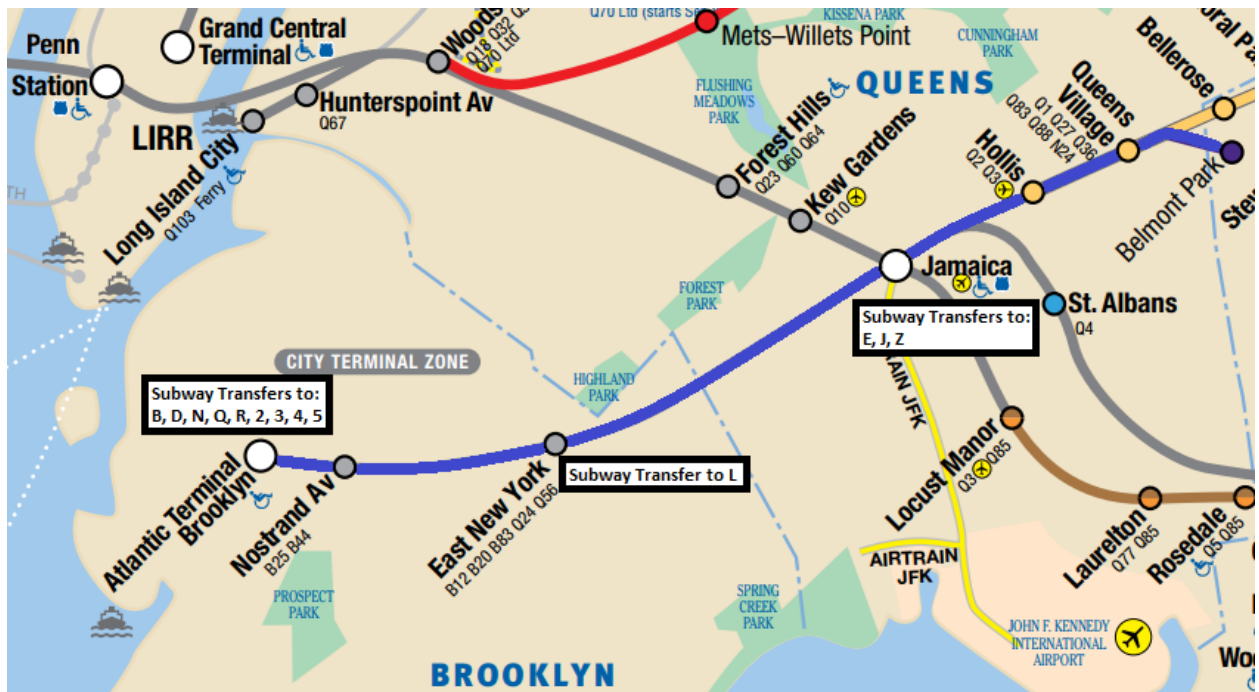 Q70 Ltd (starts Se
KISSENA PARK
Penn
Station
Grand Central
Terminal
Woods
Q18 Q32
Q70 Ltd
Mets–Willets Point
CUNNINGHAM
PARK
Bellerose
QUEENS
FLUSHING
MEADOWS
PARK
Hunterspoint Av
Q67
LIRR
Long Island City
Q103 Ferry
TH
Forest Hills
Q23 Q60 Q64
Kew Gardens
Q10
Hollis
Q2 Q3
Queens
Village
Q1 Q27 Q36
Q83 Q88 N24
Belmont Park
Jamaica
Subway Transfers to:
E, J, Z
St. Albans
Q4
FOREST
PARK
CITY TERMINAL ZONE
HIGHLAND
PARK
Subway Transfers to:
B, D, N, Q, R, 2, 3, 4, 5
Subway Transfer to L
Atlantic Terminal
Brooklyn
Nostrand Av
B25 B44
East New York
B12 B20 B83 Q24 Q56
AIN JFK
Locust Manor
Q3 Q85
Laurelton
Q77 Q85
Rosedale
Q5 Q85
AIRTRAIN
JFK
PROSPECT
PARK
SPRING
CREEK
PARK
JOHN F. KENNEDY
INTERNATIONAL
AIRPORT
BROOKLYN